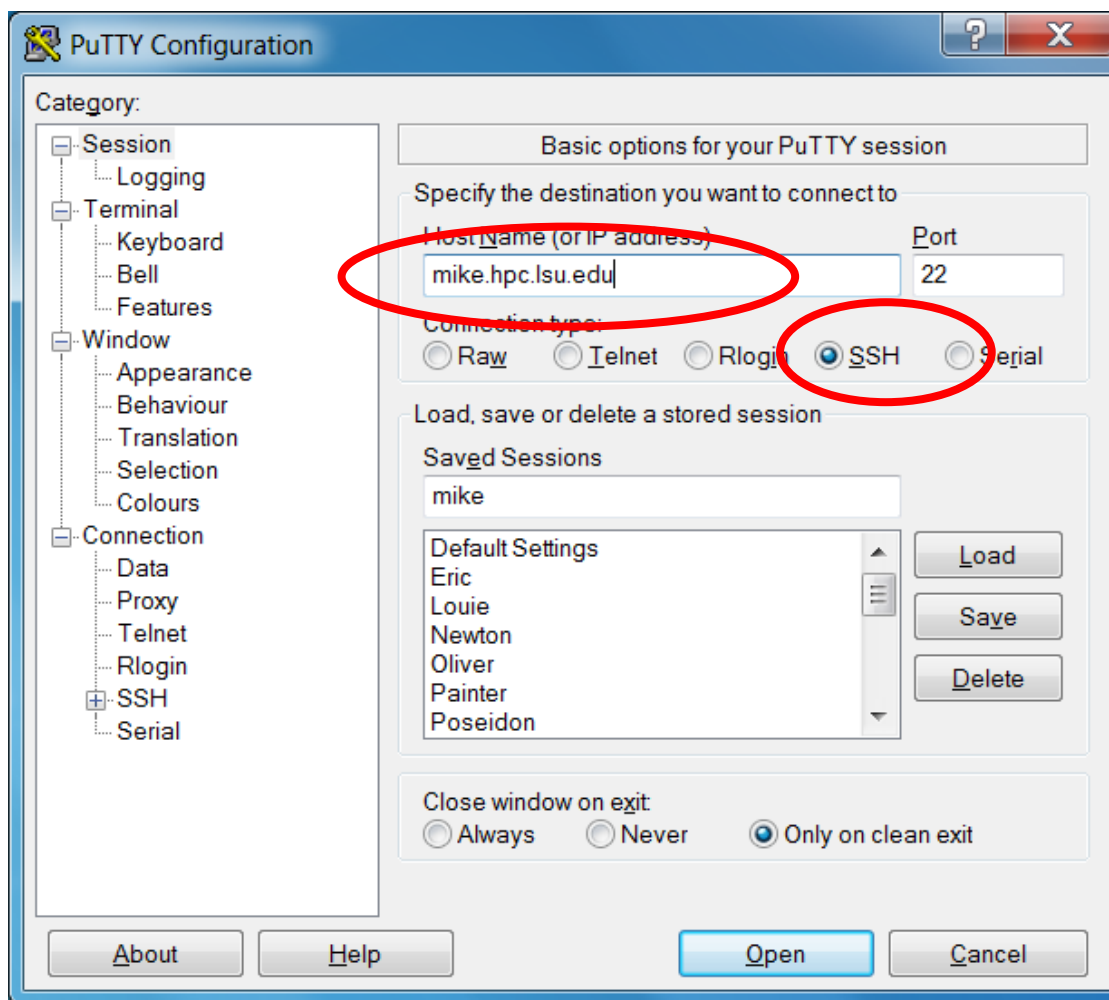 PuTTY Configuration
Category:
Session
Logging
Terminal
Keyboard
Bell
Features
Window
Appearance
Behaviour
Translation
Selection
Colours
Connection
Data
Proxy
Telnet
Rlogin
SSH
Serial
Basic options for your PuTTY session
Specify the destination you want to connect to
Host Name (or IP address) Port
mike.hpc.lsu.edu 22
Connection type:
Raw Telnet Rlogin SSH Serial
Load, save or delete a stored session
Saved Sessions
mike
Default Settings
Eric
Louie
Newton
Oliver
Painter
Poseidon
Load
Save
Delete
Close window on exit:
Always Never Only on clean exit
About Help Open Cancel